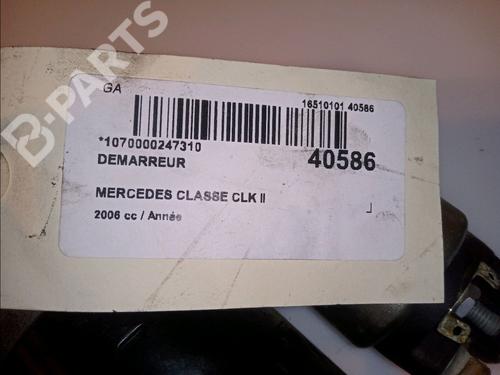 B-PARTS
GA
16510101 40586
*1070000247310
DEMARREUR
40586
MERCEDES CLASSE CLK II
2006 cc / Année